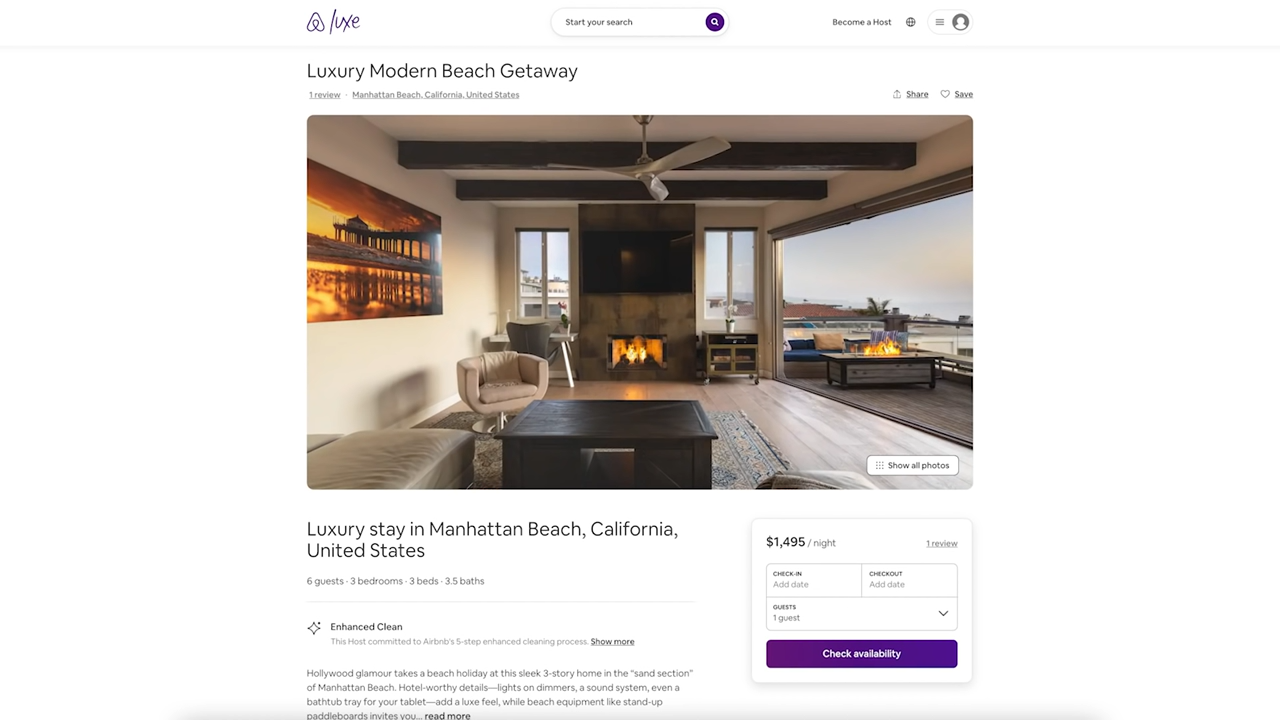 luxe
Start your search
Become a Host
Luxury Modern Beach Getaway
1 review · Manhattan Beach, California, United States
Share
Save
Show all photos
Luxury stay in Manhattan Beach, California,
United States
6 guests · 3 bedrooms · 3 beds · 3.5 baths
Enhanced Clean
This Host committed to Airbnb's 5-step enhanced cleaning process. Show more
Hollywood glamour takes a beach holiday at this sleek 3-story home in the “sand section”
of Manhattan Beach. Hotel-worthy details—lights on dimmers, a sound system, even a
bathtub tray for your tablet—add a luxe feel, while beach equipment like stand-up
paddleboards invites you... read more
$1,495 / night
1 review
CHECK-IN
Add date
CHECKOUT
Add date
GUESTS
1 guest
Check availability